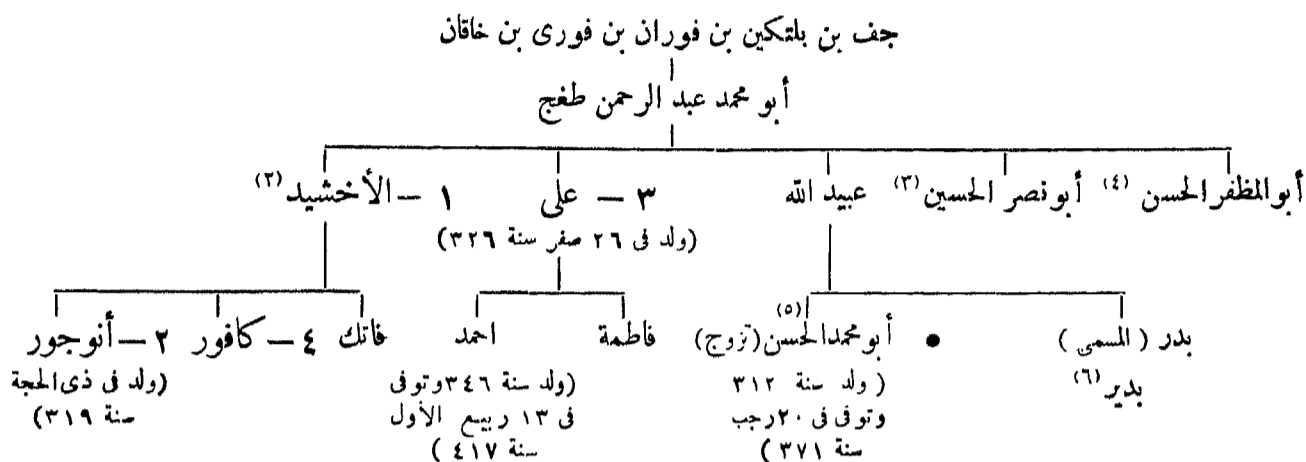 جف بن بلتكين بن فوران بن فورى بن خاقان
أبو محمد عبد الرحمن طغج
أبو المظفر الحسن (٤) أبو نصر الحسين (٣) عبيد الله ٣ – على ١ – الأخشيد (٢)
(ولد فى ٢٦ صفر سنة ٣٢٦)
بدر ( المسمى ) • أبو محمد الحسن (٥) (تزوج) فاطمة احمد فاتك ٤ – كافور ٢ – أنوجور
بدير (٦) ( ولد سنة ٣١٢ (ولد سنة ٣٤٦ وتوفى (ولد فى ذى الحجة
وتوفى فى ٢٠ رجب فى ١٣ ربيع الأول سنة ٣١٩)
سنة ٣٧١ ) سنة ٤١٧ )